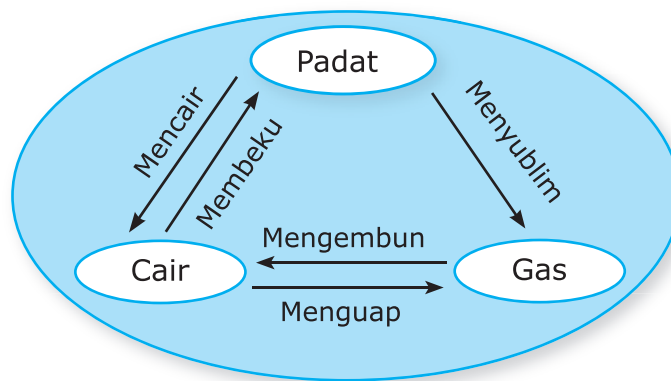 Padat
Mencair
Membeku
Menyublim
Mengembun
Cair
Gas
Menguap